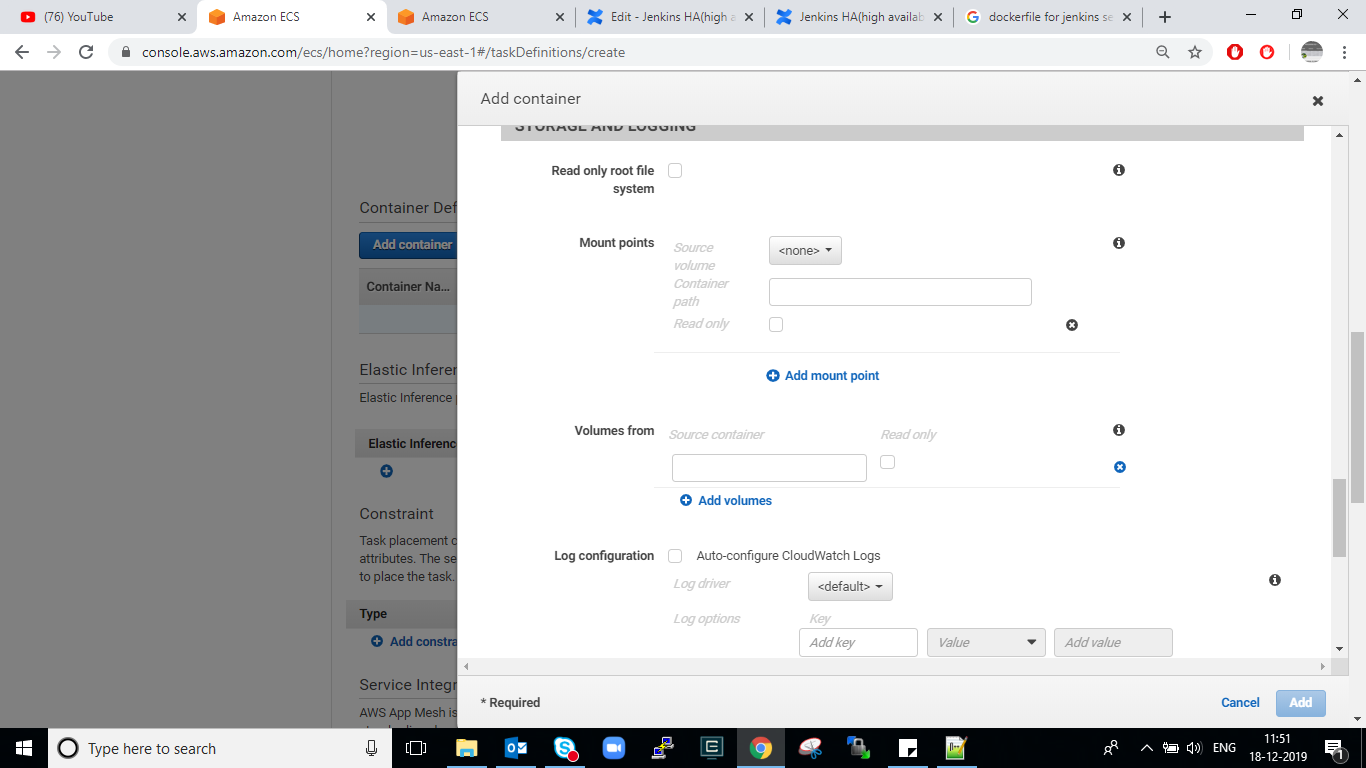 (76) YouTube
Amazon ECS
Amazon ECS
Edit - Jenkins HA(high a
Jenkins HA(high availab
dockerfile for jenkins se
console.aws.amazon.com/ecs/home?region=us-east-1#/taskDefinitions/create
Add container
STORAGE AND LOGGING
Read only root file
system
Mount points
Source
volume
<none>
Container
path
Read only
Add mount point
Volumes from
Source container
Read only
Add volumes
Log configuration
Auto-configure CloudWatch Logs
Log driver
<default>
Log options
Key
Add key
Value
Add value
* Required
Cancel
Add
Container Def
Add container
Container Na...
Elastic Infere
Elastic Inference
Elastic Inferenc
Constraint
Task placement c
attributes. The se
to place the task.
Type
Add constra
Service Integr
AWS App Mesh is
Type here to search
ENG
11:51
18-12-2019
1